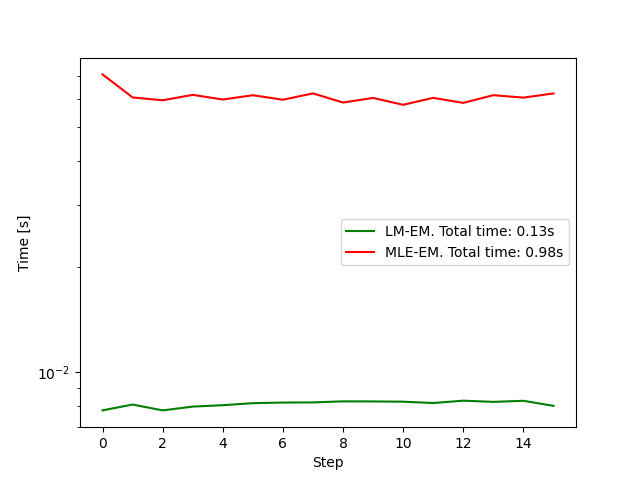 Time [s]
10⁻²
LM-EM. Total time: 0.13s
MLE-EM. Total time: 0.98s
0 2 4 6 8 10 12 14
Step